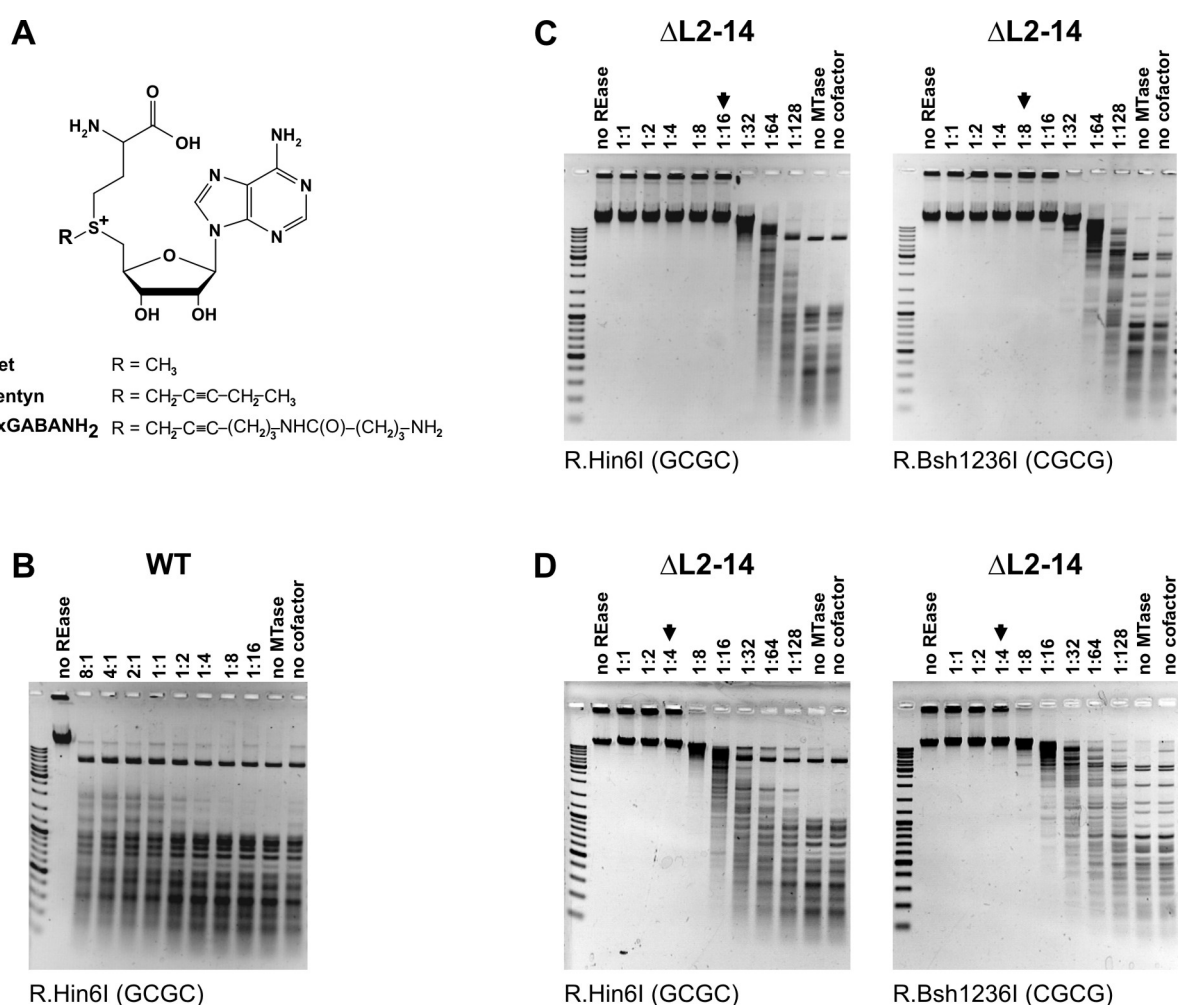 A
O
H₂N
OH
NH₂
N
N
N
N
R
S
+
O
OH
OH
et R = CH₃
entyn R = CH₂-C≡C-CH₂-CH₃
xGABANH₂ R = CH₂-C≡C-(CH₂)₃-NHC(O)-(CH₂)₃-NH₂
B
WT
no REase
8:1
4:1
2:1
1:1
1:2
1:4
1:8
1:16
no MTase
no cofactor
R.Hin6I (GCGC)
C
ΔL2-14
no REase
1:1
1:2
1:4
1:8
1:16
1:32
1:64
1:128
no MTase
no cofactor
R.Hin6I (GCGC)
ΔL2-14
no REase
1:1
1:2
1:4
1:8
1:16
1:32
1:64
1:128
no MTase
no cofactor
R.Bsh1236I (CGCG)
D
ΔL2-14
no REase
1:1
1:2
1:4
1:8
1:16
1:32
1:64
1:128
no MTase
no cofactor
R.Hin6I (GCGC)
ΔL2-14
no REase
1:1
1:2
1:4
1:8
1:16
1:32
1:64
1:128
no MTase
no cofactor
R.Bsh1236I (CGCG)